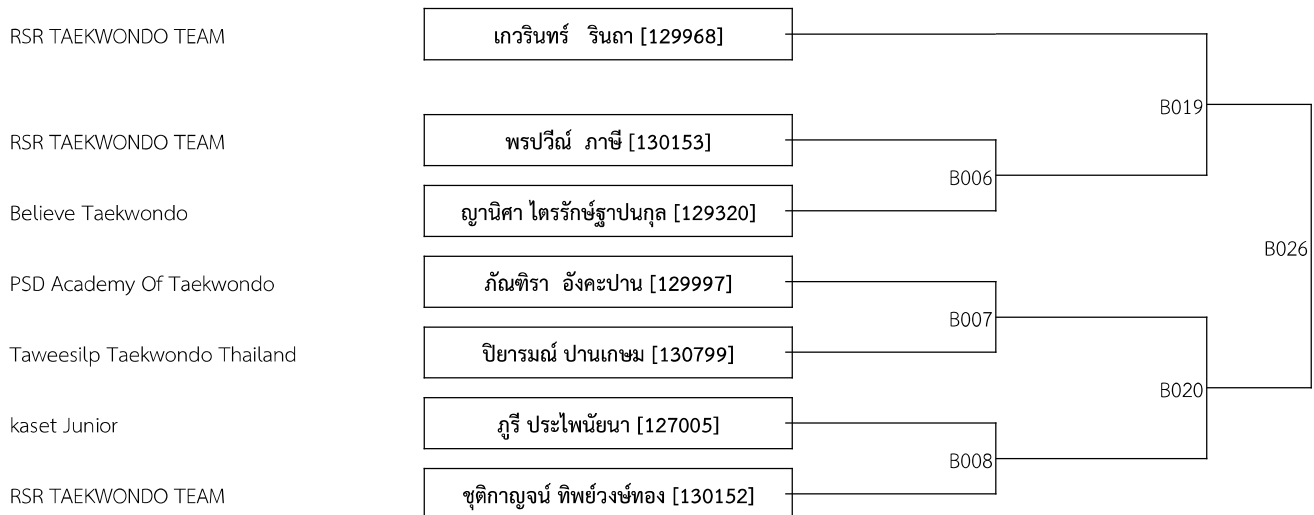 RSR TAEKWONDO TEAM
เกวรินทร์ รินถา [129968]
B019
RSR TAEKWONDO TEAM
พรปวีณ์ ภาษี [130153]
B006
Believe Taekwondo
ญานิศา ไตรรักษ์ฐาปนกุล [129320]
B026
PSD Academy Of Taekwondo
ภัณฑิรา อังคะปาน [129997]
B007
Taweesilp Taekwondo Thailand
ปิยารมณ์ ปานเกษม [130799]
B020
kaset Junior
ภูรี ประไพนัยนา [127005]
B008
RSR TAEKWONDO TEAM
ชุติกาญจน์ ทิพย์วงษ์ทอง [130152]